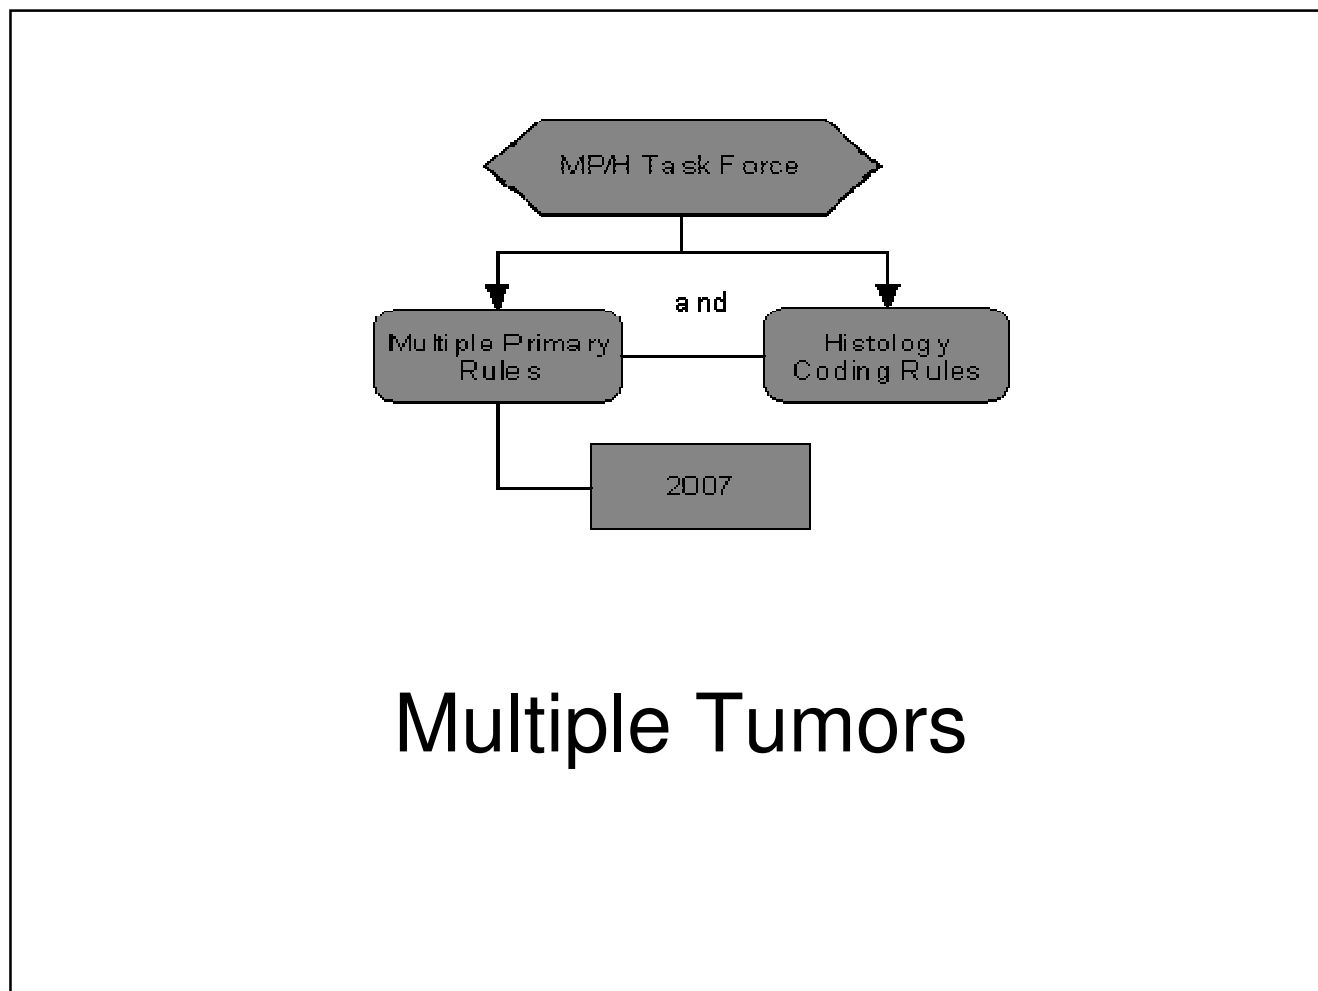 MP/H Task Force
and
Multiple Primary
Rules
Histology
Coding Rules
2007
Multiple Tumors